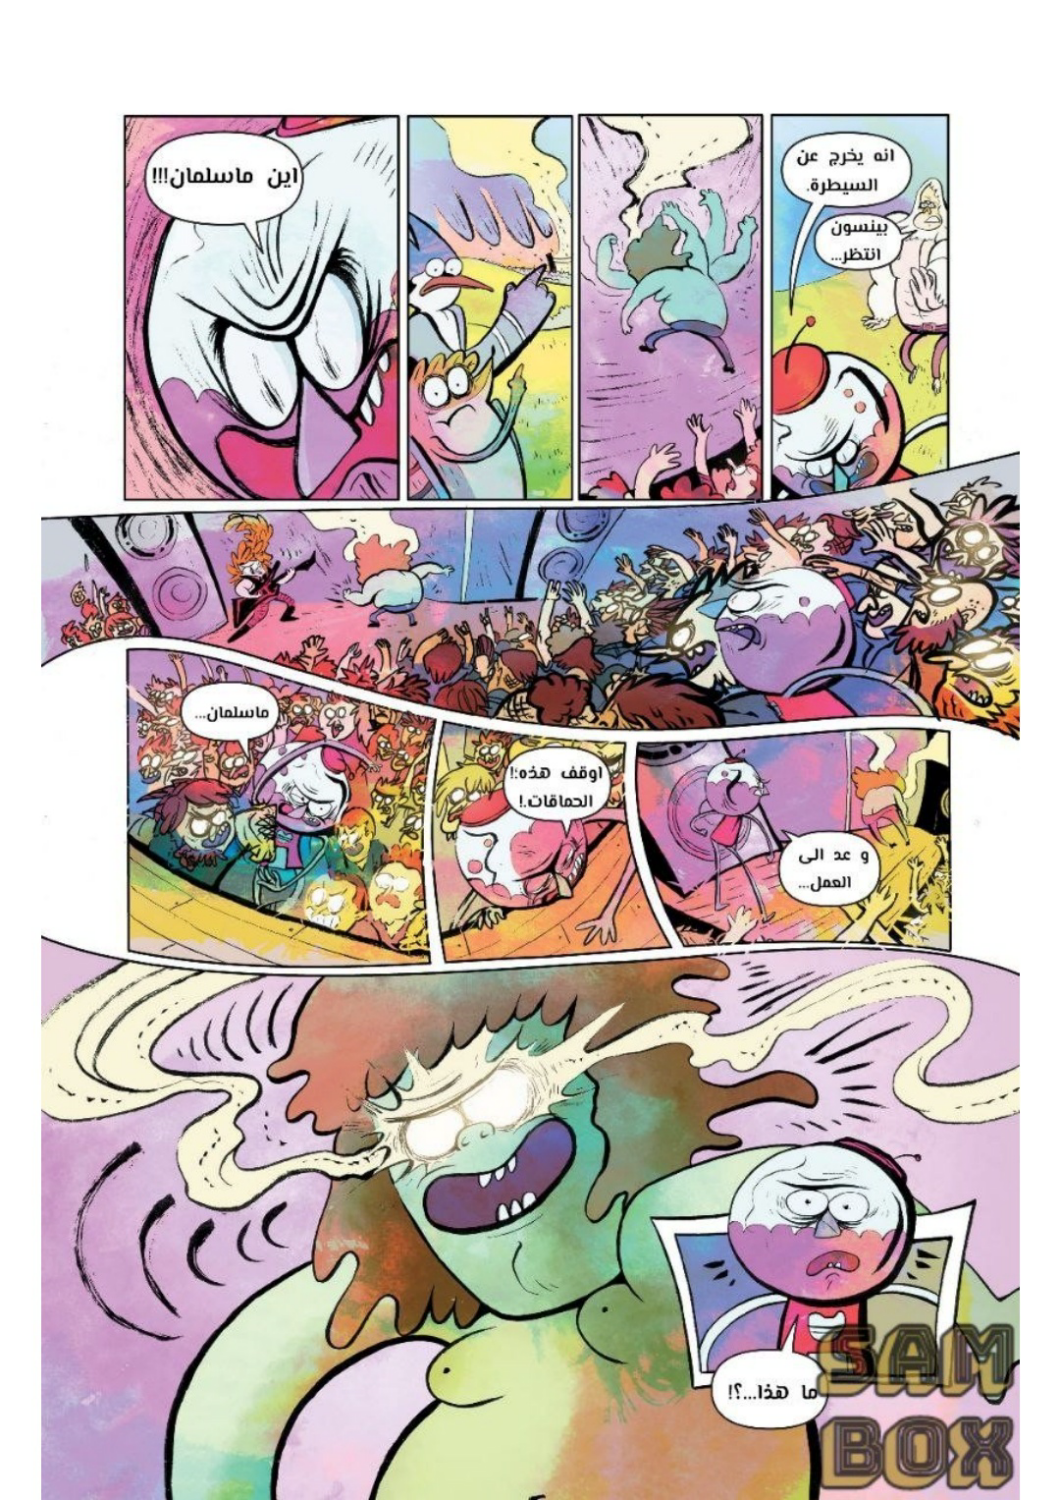 اين ماسلمان!!!
انه يخرج عن
السيطرة.
بينسون
انتظر...
ماسلمان...
اوقف هذه!
الحماقات.!
و عد الى
العمل...
ما هذا...؟!
SAM
BOX